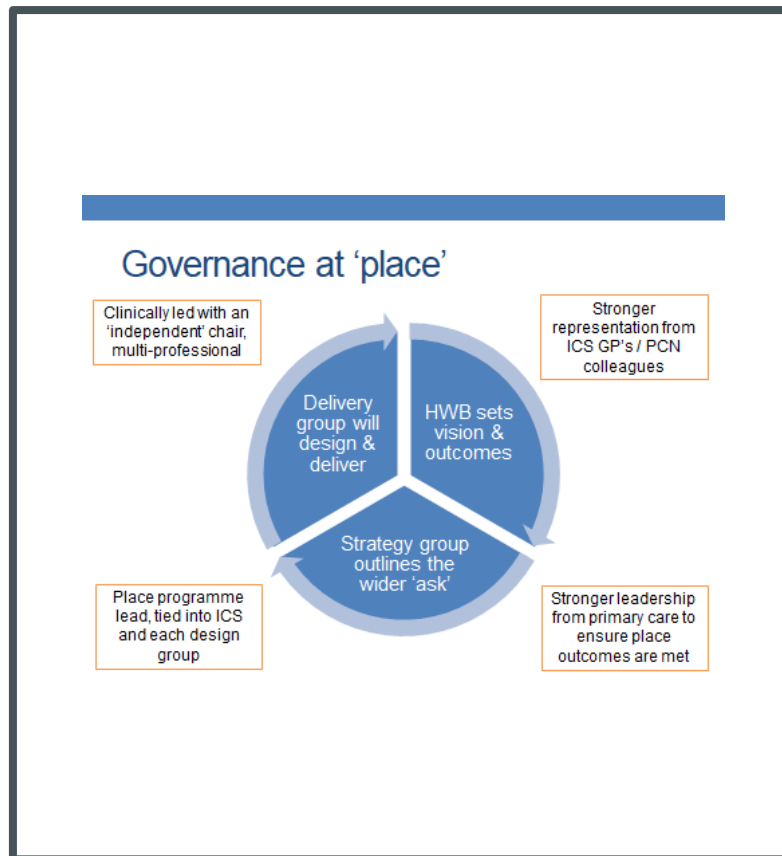 Governance at ‘place’
Clinically led with an
‘independent’ chair,
multi-professional
Stronger
representation from
ICS GP's / PCN
colleagues
Delivery
group will
design &
deliver
HWB sets
vision &
outcomes
Strategy group
outlines the
wider ‘ask’
Place programme
lead, tied into ICS
and each design
group
Stronger leadership
from primary care to
ensure place
outcomes are met